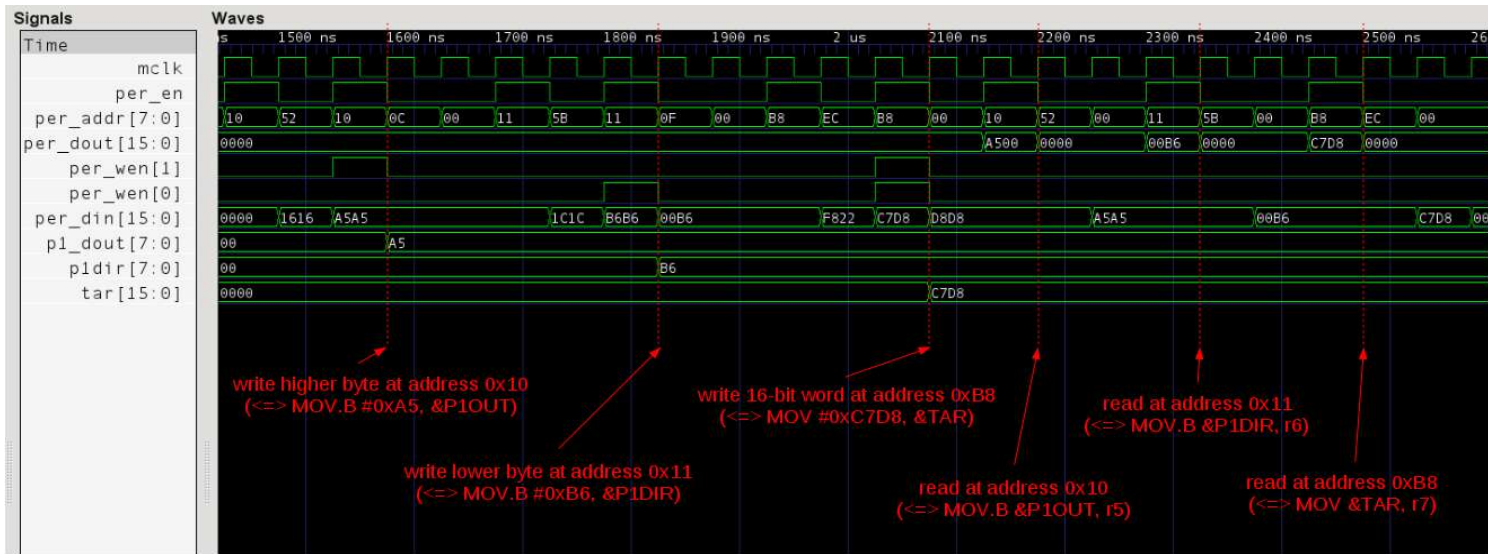 Signals
Waves
Time
ns 1500 ns 1600 ns 1700 ns 1800 ns 1900 ns 2 us 2100 ns 2200 ns 2300 ns 2400 ns 2500 ns 26
mclk
per_en
per_addr[7:0] 10 52 10 0C 00 11 5B 11 0F 00 B8 EC B8 00 10 52 00 11 5B 00 B8 EC 00
per_dout[15:0] 0000 A500 0000 00B6 0000 C7D8 0000
per_wen[1]
per_wen[0]
per_din[15:0] 0000 1616 A5A5 1C1C B6B6 00B6 F822 C7D8 D8D8 A5A5 00B6 C7D8 00
p1_dout[7:0] 00 A5
p1dir[7:0] 00 B6
tar[15:0] 0000 C7D8
write higher byte at address 0x10
(<=> MOV.B #0xA5, &P1OUT)
write lower byte at address 0x11
(<=> MOV.B #0xB6, &P1DIR)
write 16-bit word at address 0xB8
(<=> MOV #0xC7D8, &TAR)
read at address 0x10
(<=> MOV.B &P1OUT, r5)
read at address 0x11
(<=> MOV.B &P1DIR, r6)
read at address 0xB8
(<=> MOV &TAR, r7)